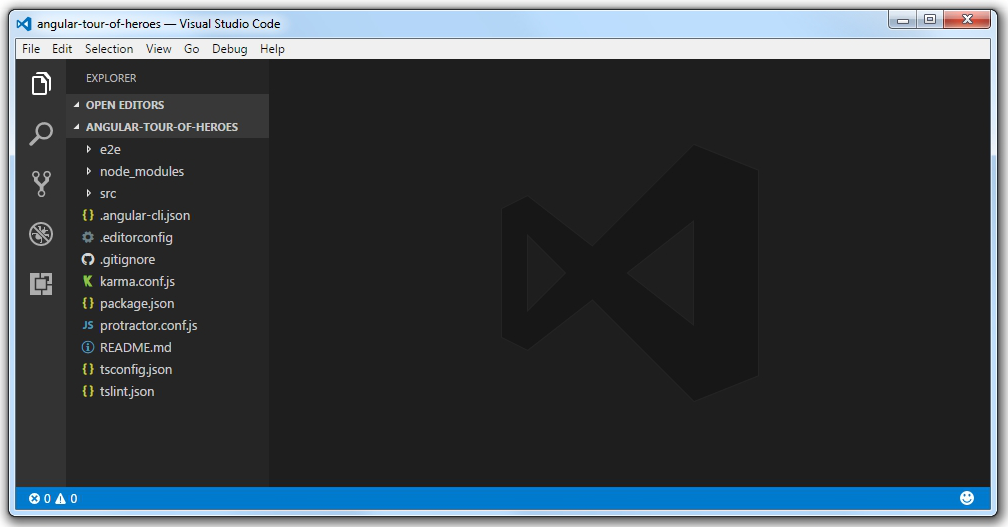 angular-tour-of-heroes — Visual Studio Code
File Edit Selection View Go Debug Help
EXPLORER
OPEN EDITORS
ANGULAR-TOUR-OF-HEROES
e2e
node_modules
src
{} .angular-cli.json
.editorconfig
.gitignore
K karma.conf.js
{} package.json
JS protractor.conf.js
README.md
{} tsconfig.json
{} tslint.json
0 0